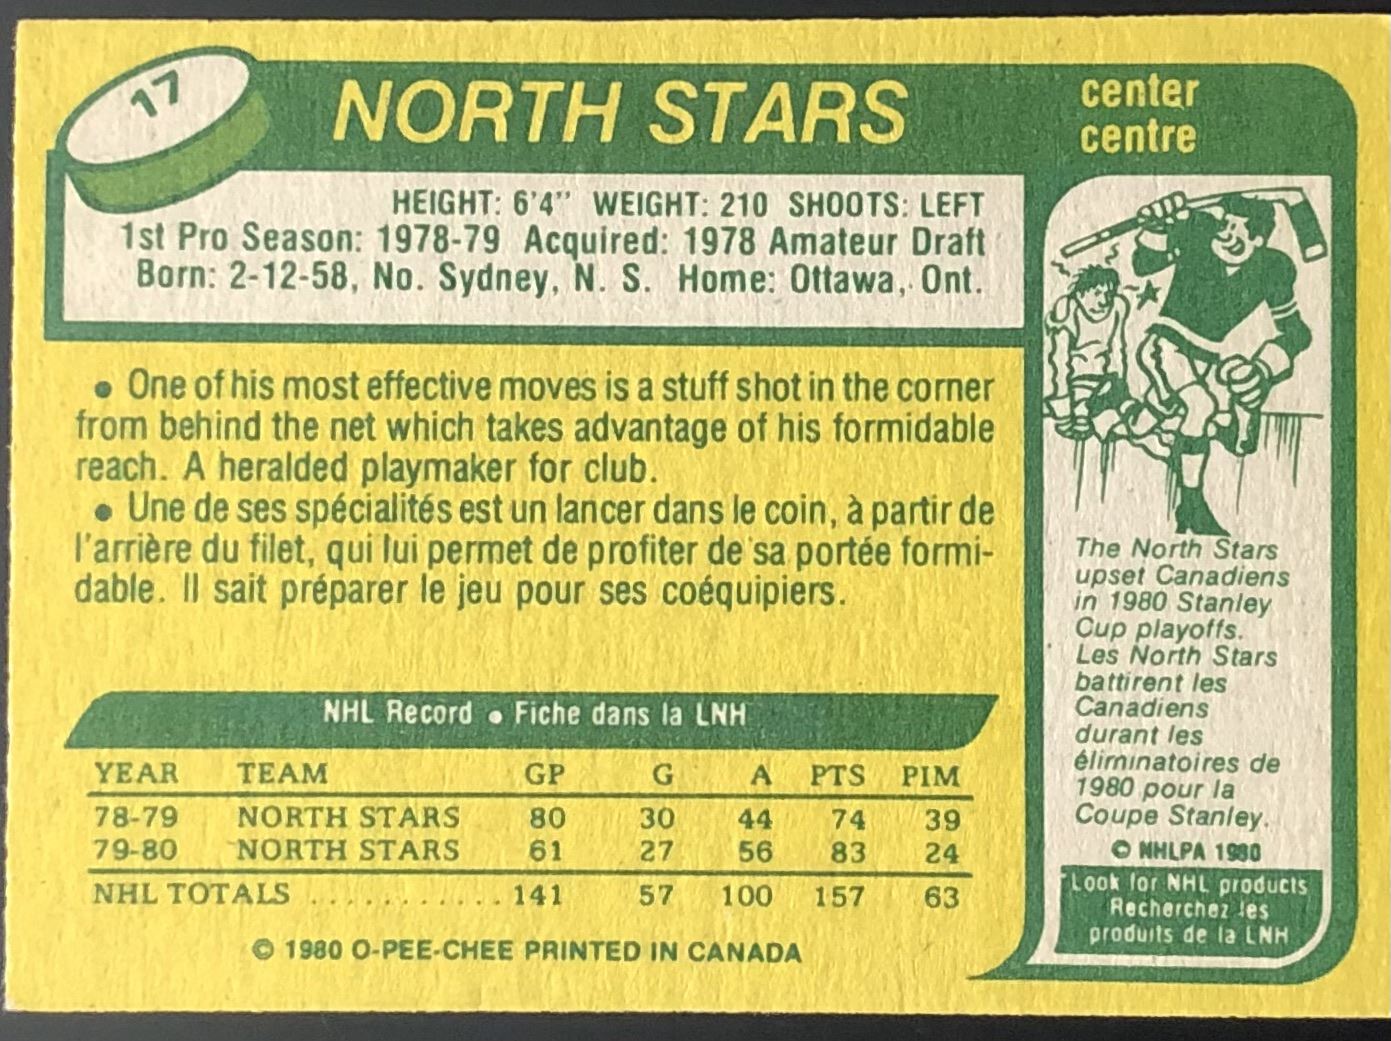 17
NORTH STARS
center
centre
HEIGHT: 6'4" WEIGHT: 210 SHOOTS: LEFT
1st Pro Season: 1978-79 Acquired: 1978 Amateur Draft
Born: 2-12-58, No. Sydney, N. S. Home: Ottawa, Ont.
• One of his most effective moves is a stuff shot in the corner
from behind the net which takes advantage of his formidable
reach. A heralded playmaker for club.
• Une de ses spécialités est un lancer dans le coin, à partir de
l'arrière du filet, qui lui permet de profiter de sa portée formi-
dable. Il sait préparer le jeu pour ses coéquipiers.
NHL Record • Fiche dans la LNH
YEAR TEAM GP G A PTS PIM
78-79 NORTH STARS 80 30 44 74 39
79-80 NORTH STARS 61 27 56 83 24
NHL TOTALS ........... 141 57 100 157 63
© 1980 O-PEE-CHEE PRINTED IN CANADA
The North Stars
upset Canadiens
in 1980 Stanley
Cup playoffs.
Les North Stars
battirent les
Canadiens
durant les
éliminatoires de
1980 pour la
Coupe Stanley.
© NHLPA 1980
Look for NHL products
Recherchez les
produits de la LNH